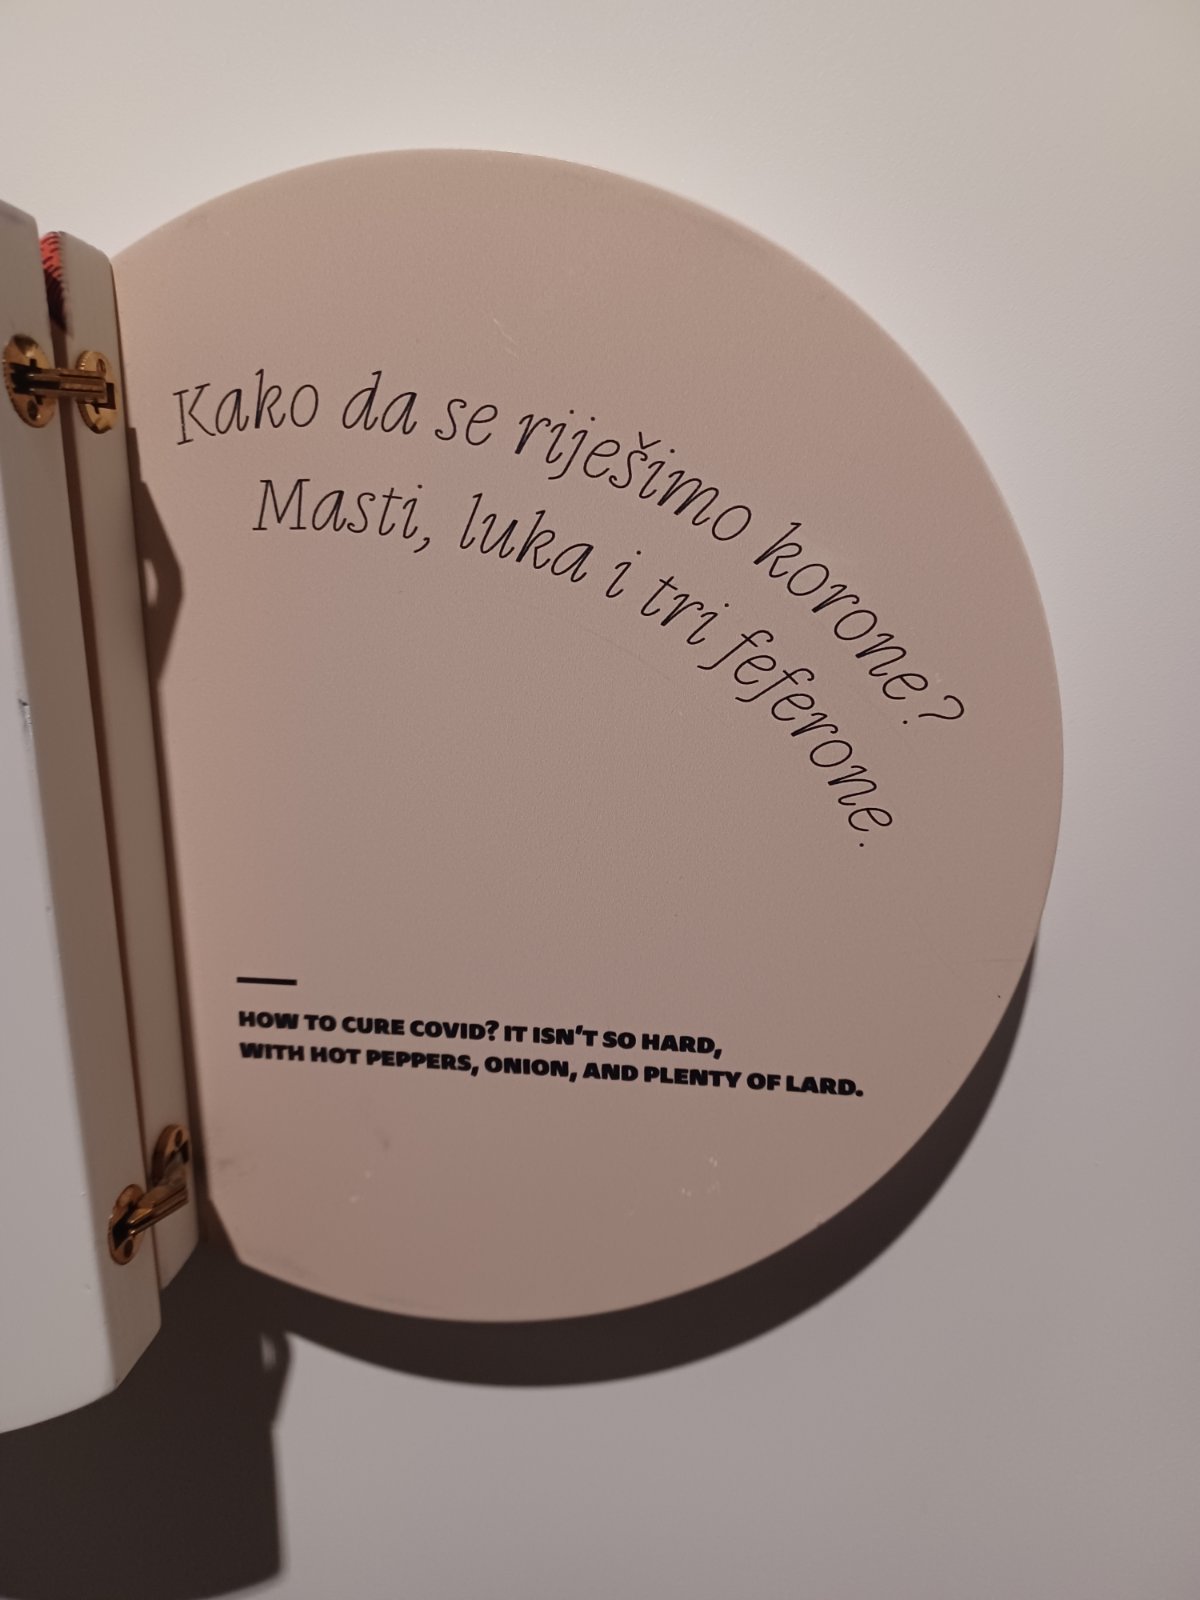 Kako da se riješimo korone?
Masti, luka i tri feferone.
HOW TO CURE COVID? IT ISN'T SO HARD,
WITH HOT PEPPERS, ONION, AND PLENTY OF LARD.